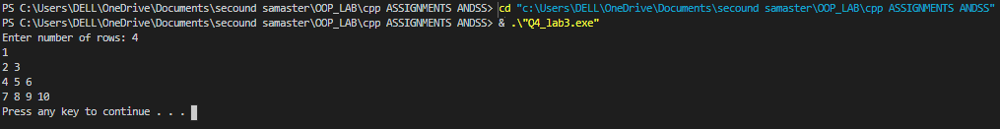 PS C:\Users\DELL\OneDrive\Documents\secound samaster\OOP_LAB\cpp ASSIGNMENTS ANDSS> cd "c:\Users\DELL\OneDrive\Documents\secound samaster\OOP_LAB\cpp ASSIGNMENTS ANDSS"
PS C:\Users\DELL\OneDrive\Documents\secound samaster\OOP_LAB\cpp ASSIGNMENTS ANDSS> & .\"Q4_lab3.exe"
Enter number of rows: 4
1
2 3
4 5 6
7 8 9 10
Press any key to continue . . .